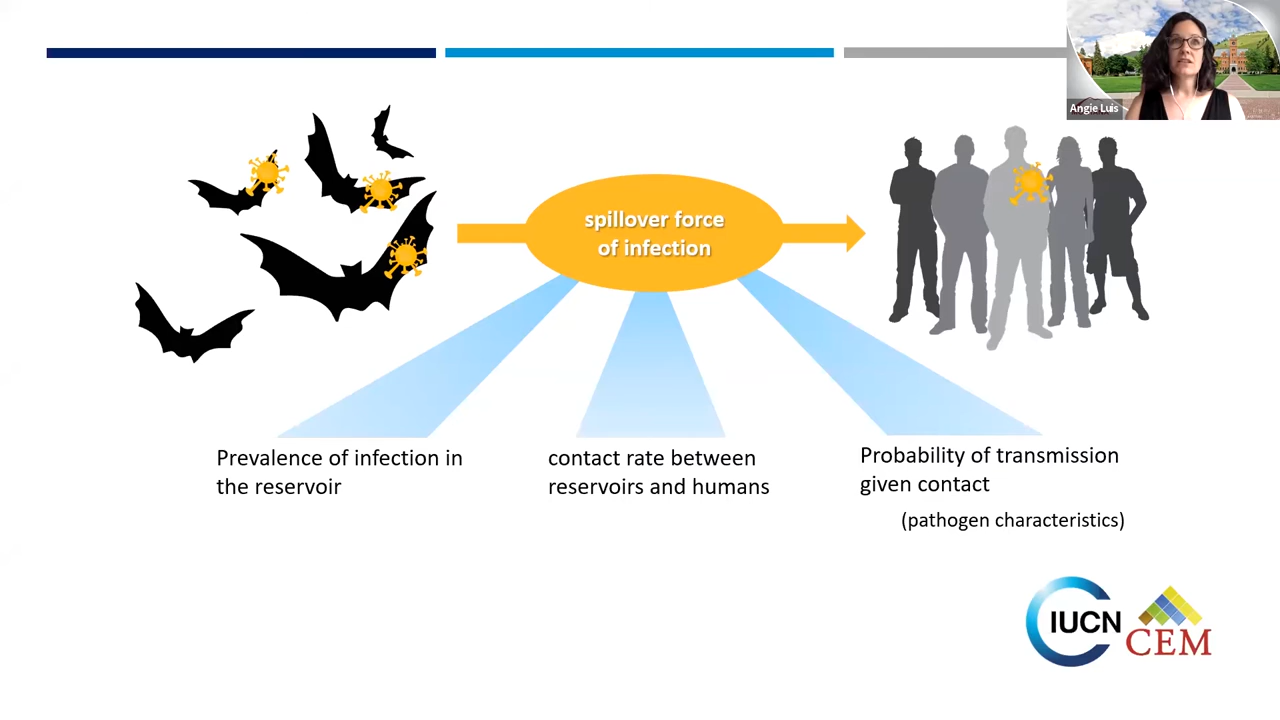 Angie Luis
spillover force
of infection
Prevalence of infection in
the reservoir
contact rate between
reservoirs and humans
Probability of transmission
given contact
(pathogen characteristics)
IUCN
CEM